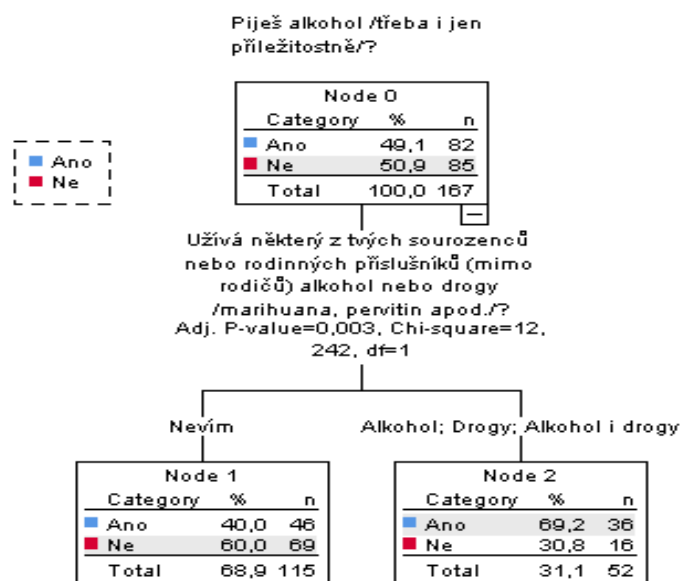 Piješ alkohol /třeba i jen
příležitostně/?
Node 0
Category % n
Ano 49,1 82
Ne 50,9 85
Total 100,0 167
Ano
Ne
Užívá některý z tvých sourozenců
nebo rodinných příslušníků (mimo
rodičů) alkohol nebo drogy
/marihuana, pervitin apod./?
Adj. P-value=0,003, Chi-square=12,
242, df=1
Nevím
Alkohol; Drogy; Alkohol i drogy
Node 1
Category % n
Ano 40,0 46
Ne 60,0 69
Total 68,9 115
Node 2
Category % n
Ano 69,2 36
Ne 30,8 16
Total 31,1 52